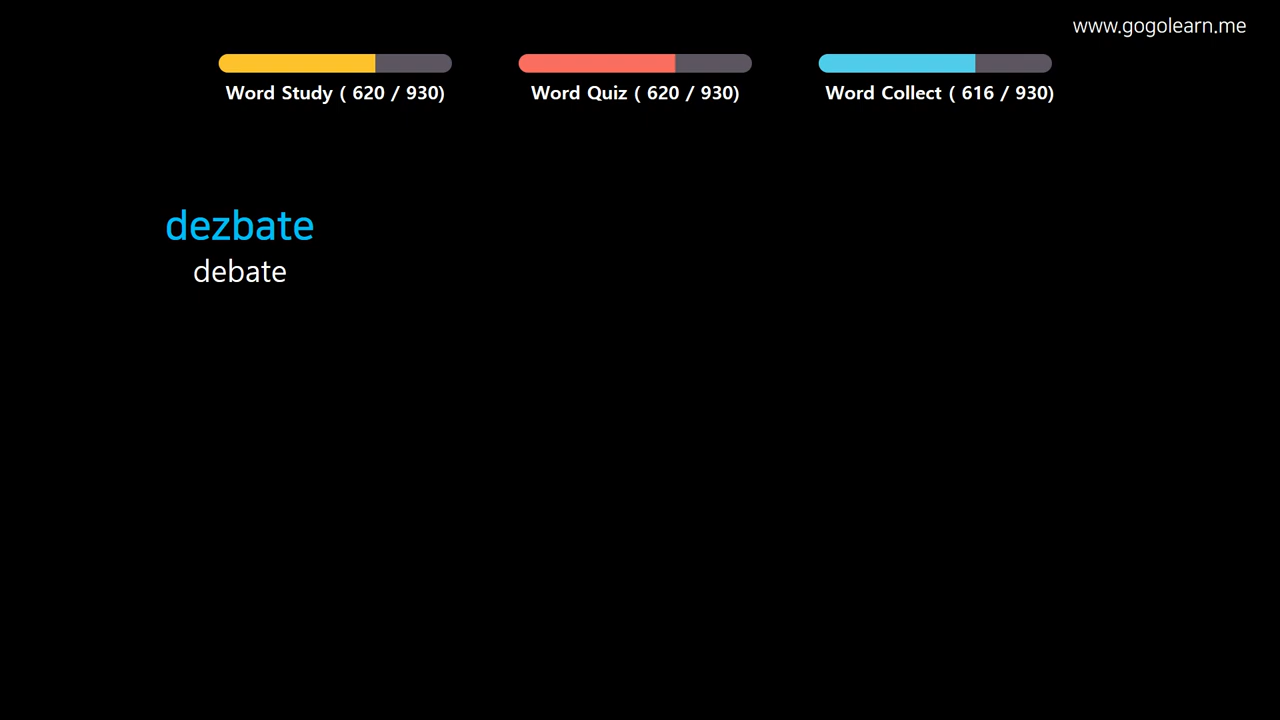 www.gogolearn.me
Word Study ( 620 / 930)
Word Quiz ( 620 / 930)
Word Collect ( 616 / 930)
dezbate
debate